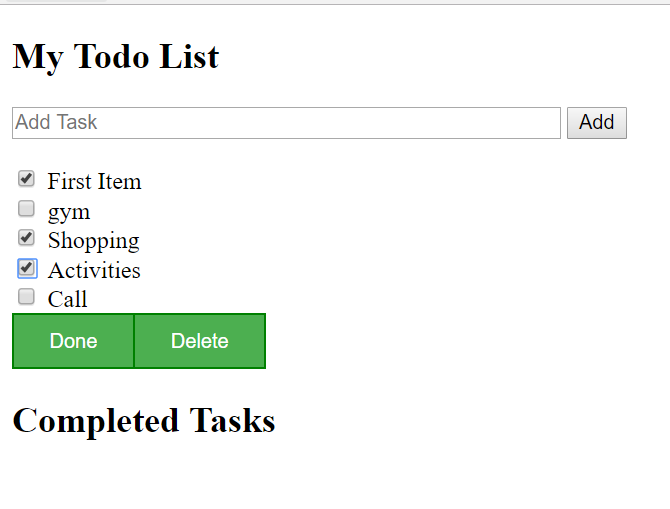 My Todo List
Add Task Add
First Item
gym
Shopping
Activities
Call
Done Delete
Completed Tasks